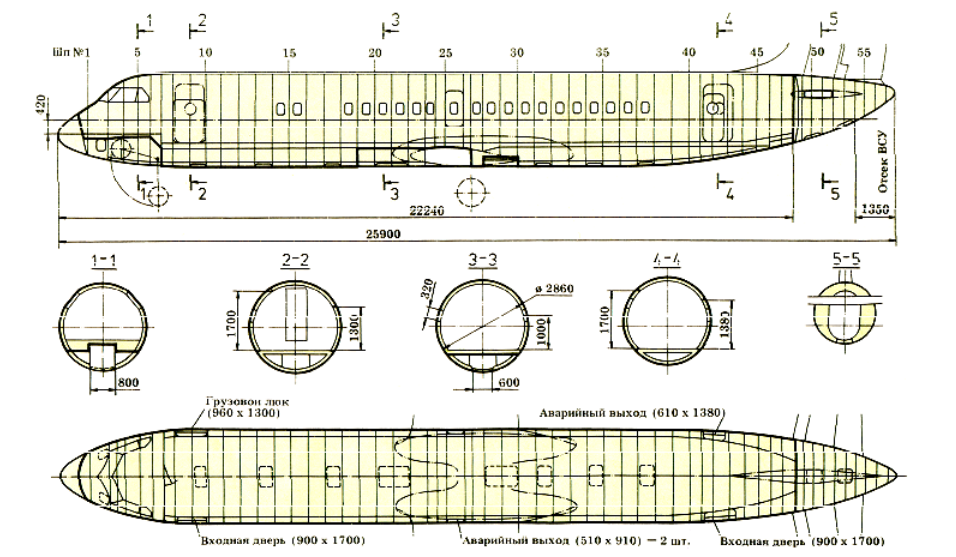 1 2 3 4 5
Шп №1 5 10 15 20 25 30 35 40 45 50 55
420
Отсек ВСУ
1 2 3 4 5
22240
1350
25900
1-1 2-2 3-3 4-4 5-5
320
ø 2860
1700
1300
1000
1700
1380
800
600
Грузовой люк
(960 x 1300)
Аварийный выход (610 x 1380)
Входная дверь (900 x 1700)
Аварийный выход (510 x 910) — 2 шт.
Входная дверь (900 x 1700)